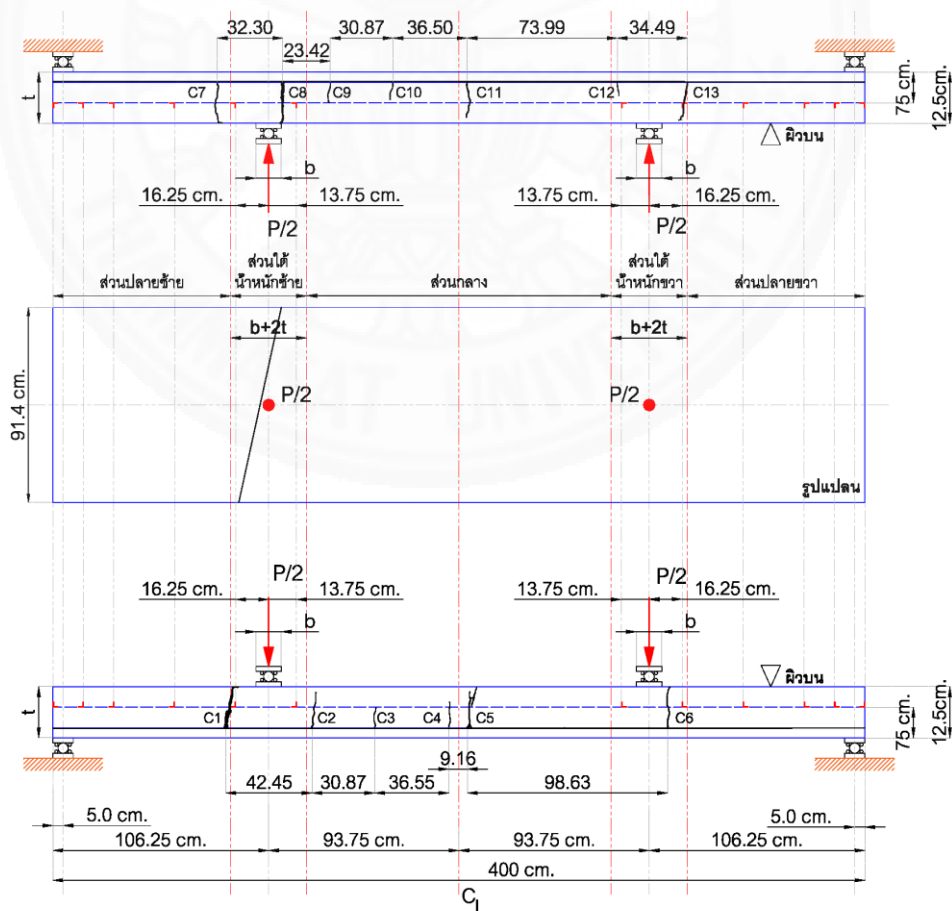 32.30 30.87 36.50 73.99 34.49
23.42
t C7 C8 C9 C10 C11 C12 C13 75 cm. 12.5cm.
ผิวบน
b b
16.25 cm. 13.75 cm. 13.75 cm. 16.25 cm.
P/2 P/2
ส่วนปลายซ้าย ส่วนใต้ ส่วนกลาง ส่วนใต้ ส่วนปลายขวา
น้ำหนักซ้าย น้ำหนักขวา
b+2t b+2t
91.4 cm. P/2 P/2
รูปแปลน
P/2 P/2
16.25 cm. 13.75 cm. 13.75 cm. 16.25 cm.
b b
ผิวบน
t C1 C2 C3 C4 C5 C6 75 cm. 12.5cm.
9.16
42.45 30.87 36.55 98.63
5.0 cm. 5.0 cm.
106.25 cm. 93.75 cm. 93.75 cm. 106.25 cm.
400 cm.
CL